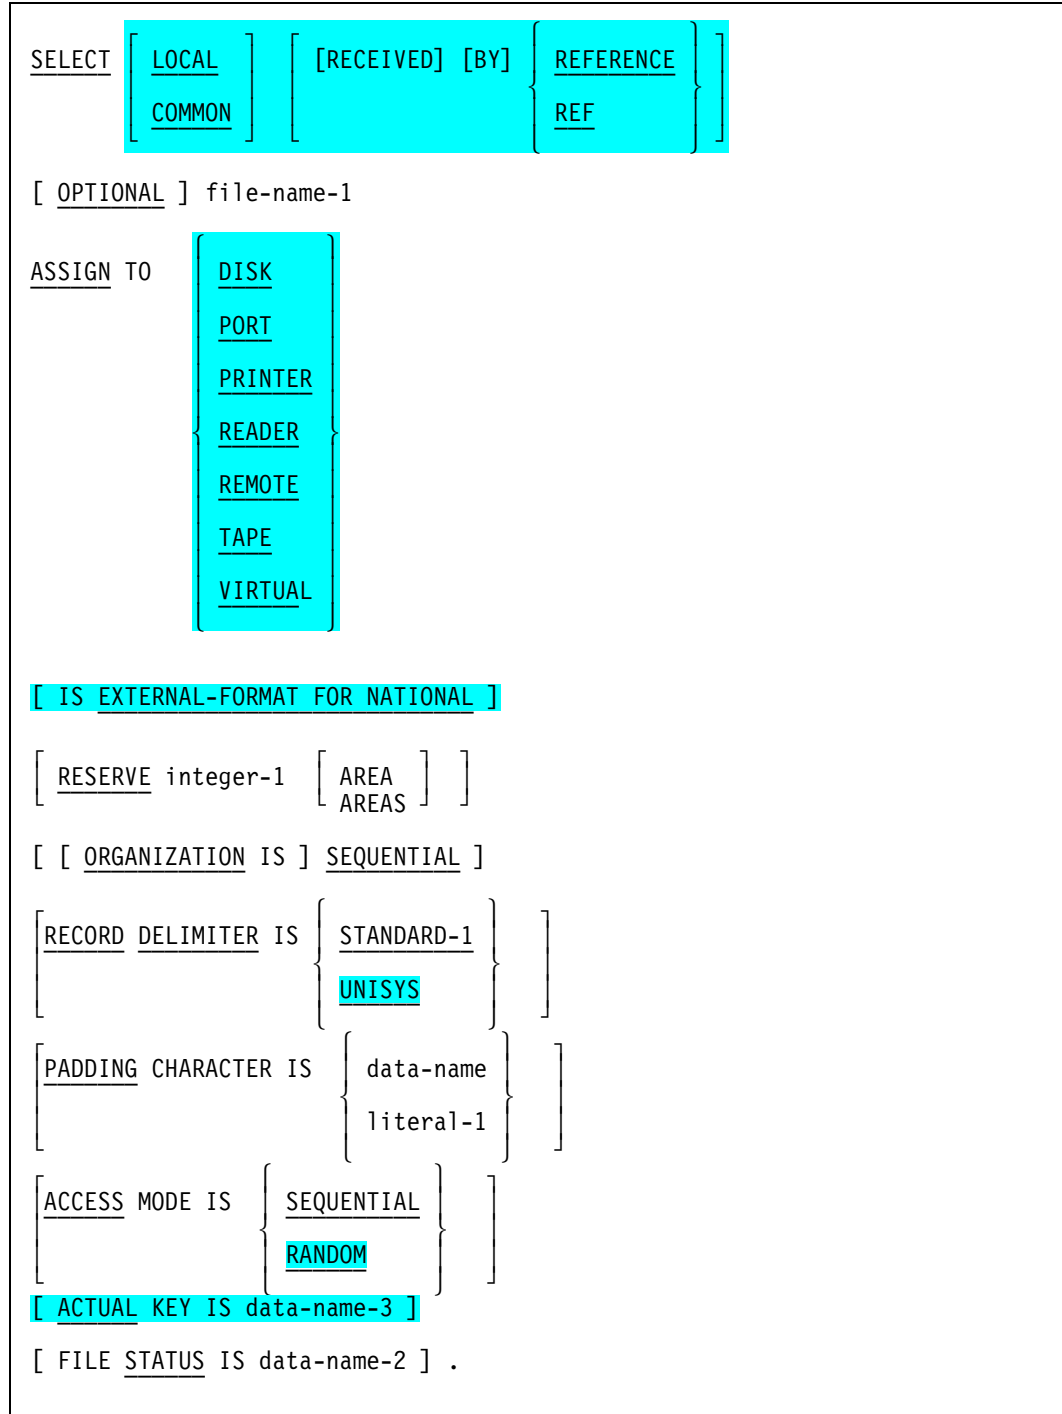 SELECT [ LOCAL ] [ [RECEIVED] [BY] { REFERENCE } ]
COMMON REF
[ OPTIONAL ] file-name-1
ASSIGN TO { DISK }
PORT
PRINTER
READER
REMOTE
TAPE
VIRTUAL
[ IS EXTERNAL-FORMAT FOR NATIONAL ]
[ RESERVE integer-1 [ AREA ] ]
AREAS
[ [ ORGANIZATION IS ] SEQUENTIAL ]
[ RECORD DELIMITER IS { STANDARD-1 } ]
UNISYS
[ PADDING CHARACTER IS { data-name } ]
literal-1
[ ACCESS MODE IS { SEQUENTIAL } ]
RANDOM
[ ACTUAL KEY IS data-name-3 ]
[ FILE STATUS IS data-name-2 ] .